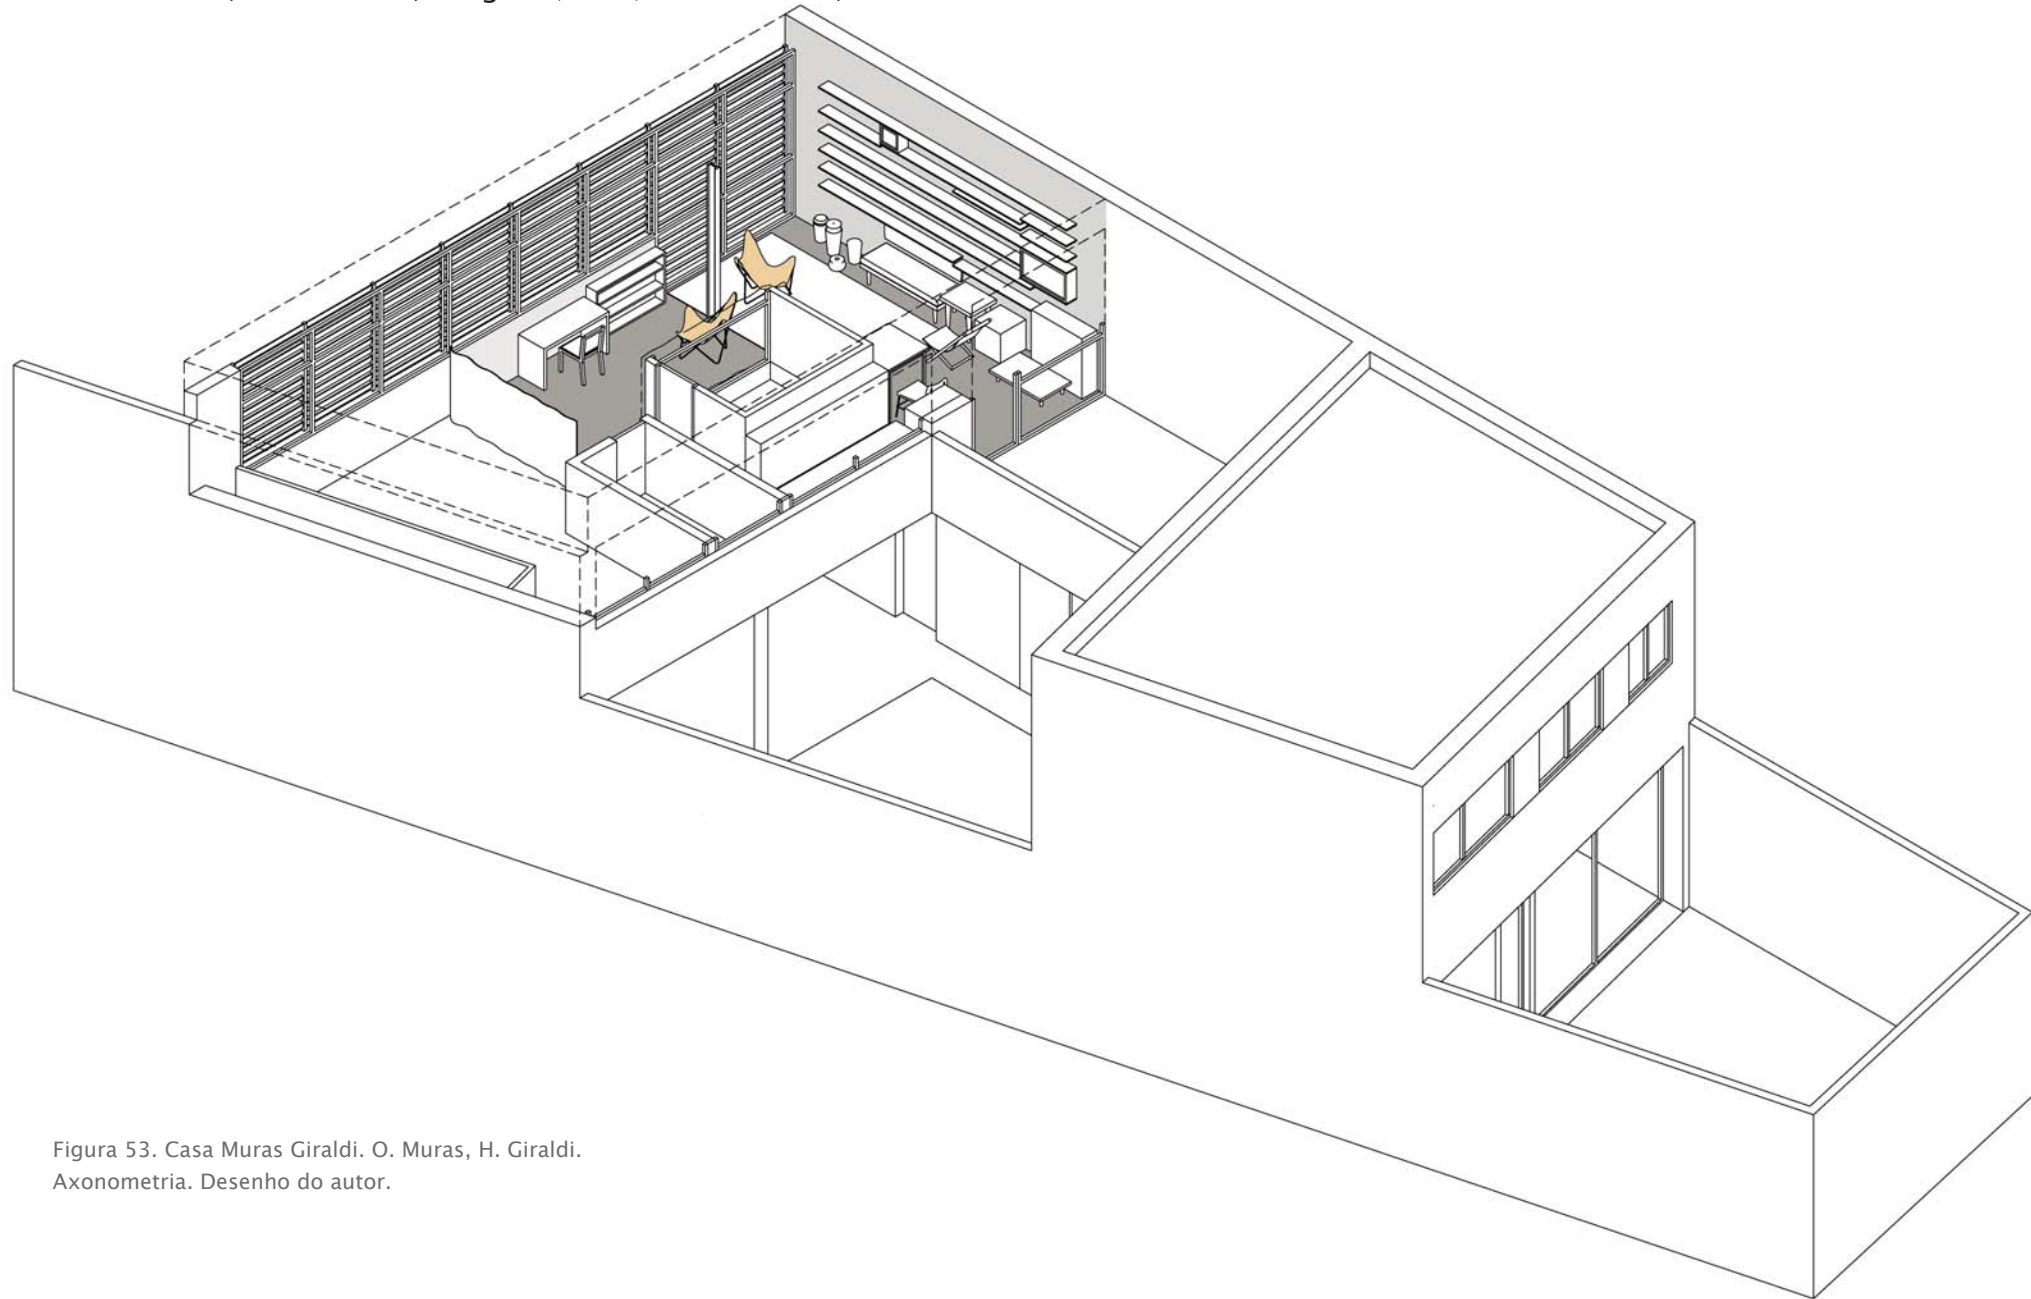 Figura 53. Casa Muras Giraldi. O. Muras, H. Giraldi.
Axonometria. Desenho do autor.